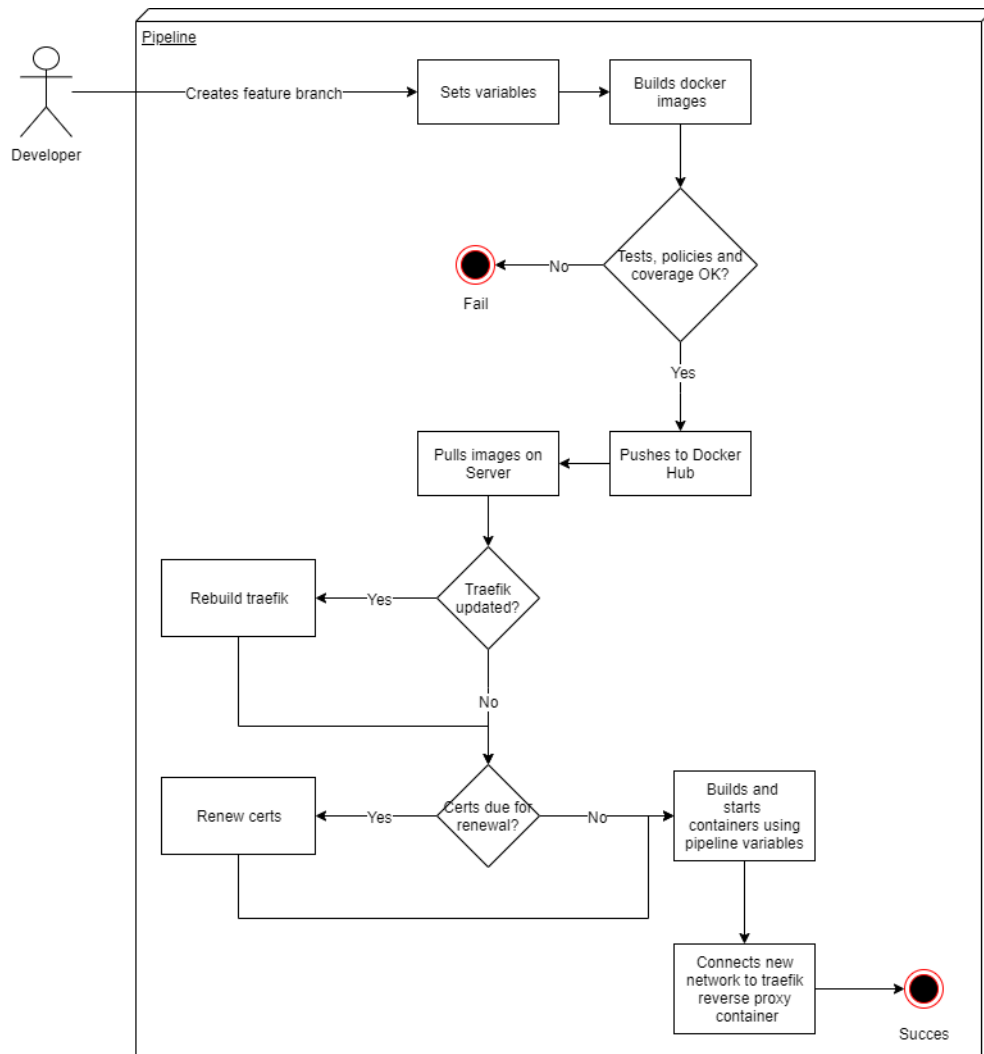 Pipeline
Developer
Creates feature branch
Sets variables
Builds docker
images
Tests, policies and
coverage OK?
No
Fail
Yes
Pushes to Docker
Hub
Pulls images on
Server
Traefik
updated?
Yes
Rebuild traefik
No
Certs due for
renewal?
Yes
Renew certs
No
Builds and
starts
containers using
pipeline variables
Connects new
network to traefik
reverse proxy
container
Succes